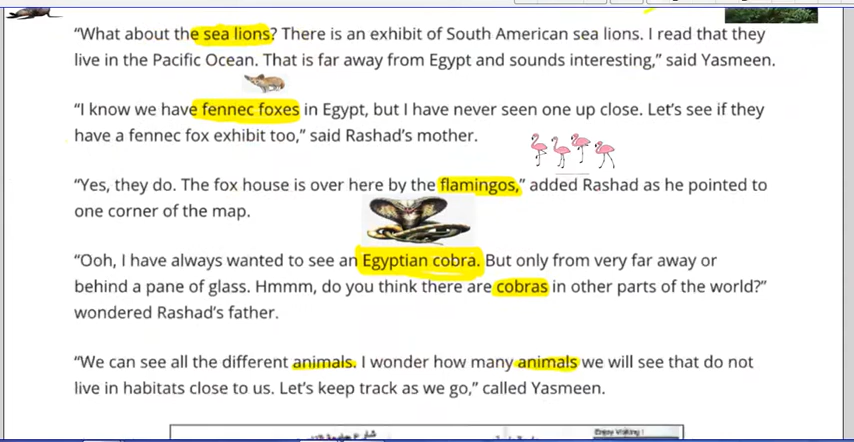 “What about the sea lions? There is an exhibit of South American sea lions. I read that they
live in the Pacific Ocean. That is far away from Egypt and sounds interesting,” said Yasmeen.
“I know we have fennec foxes in Egypt, but I have never seen one up close. Let’s see if they
have a fennec fox exhibit too,” said Rashad’s mother.
“Yes, they do. The fox house is over here by the flamingos,” added Rashad as he pointed to
one corner of the map.
“Ooh, I have always wanted to see an Egyptian cobra. But only from very far away or
behind a pane of glass. Hmmm, do you think there are cobras in other parts of the world?”
wondered Rashad’s father.
“We can see all the different animals. I wonder how many animals we will see that do not
live in habitats close to us. Let’s keep track as we go,” called Yasmeen.
Enjoy Visiting !